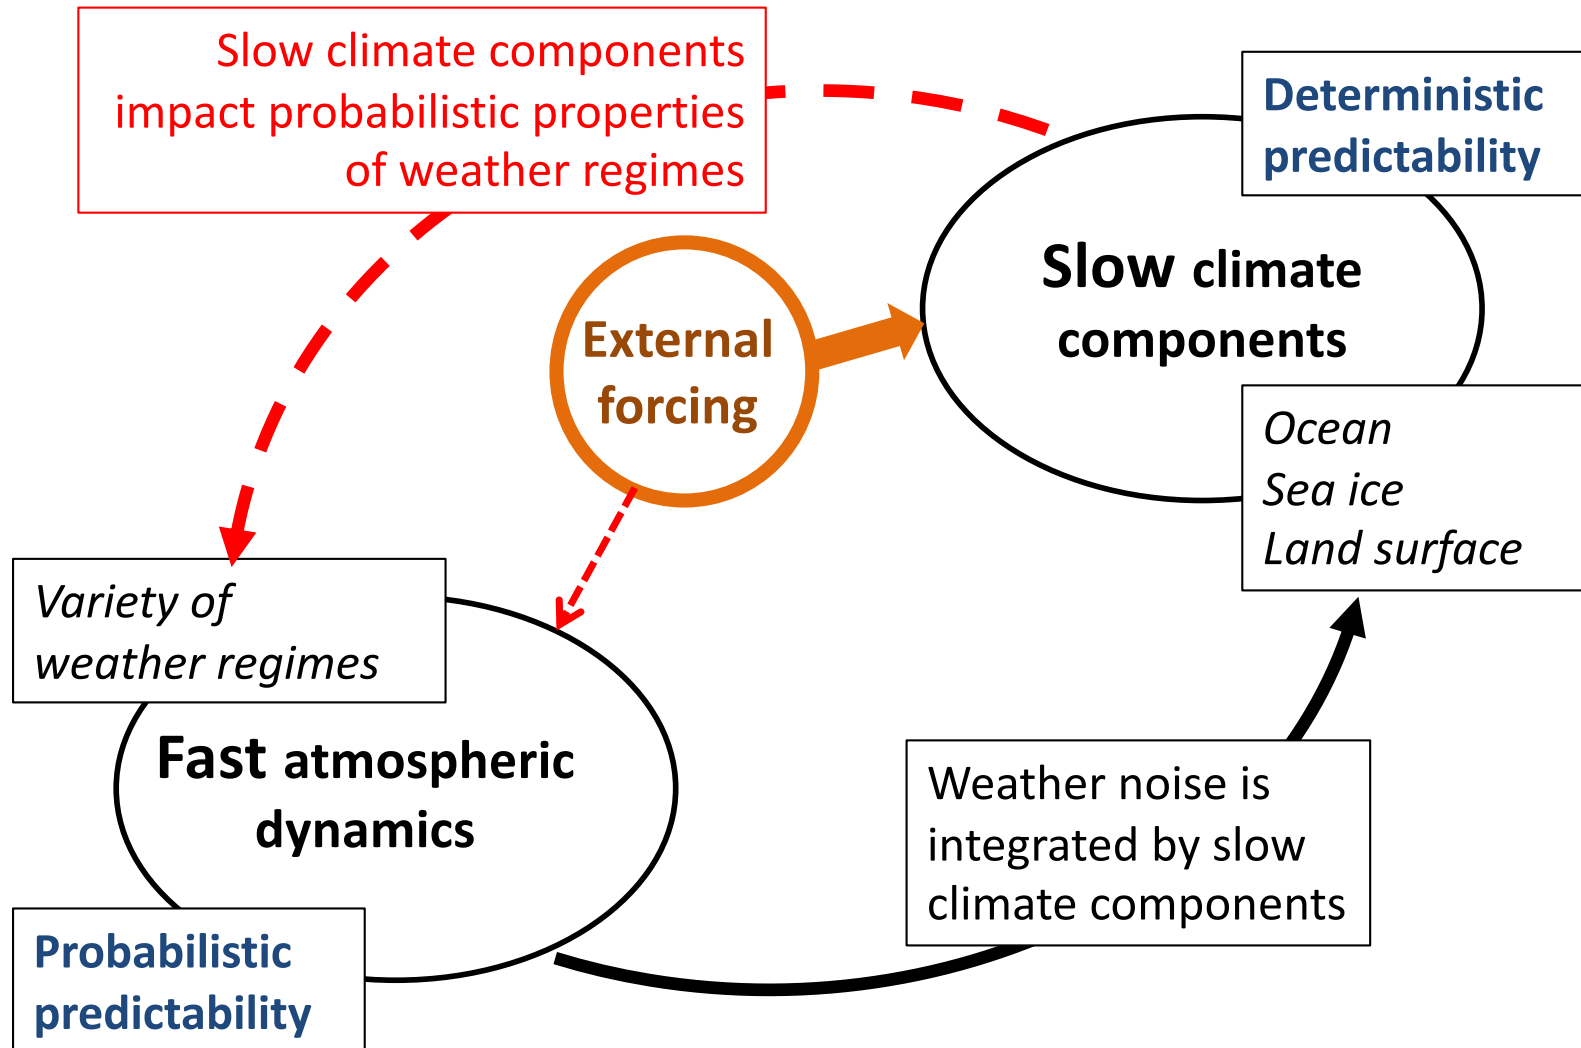 Slow climate components
impact probabilistic properties
of weather regimes
Deterministic
predictability
Slow climate
components
External
forcing
Ocean
Sea ice
Land surface
Variety of
weather regimes
Fast atmospheric
dynamics
Weather noise is
integrated by slow
climate components
Probabilistic
predictability